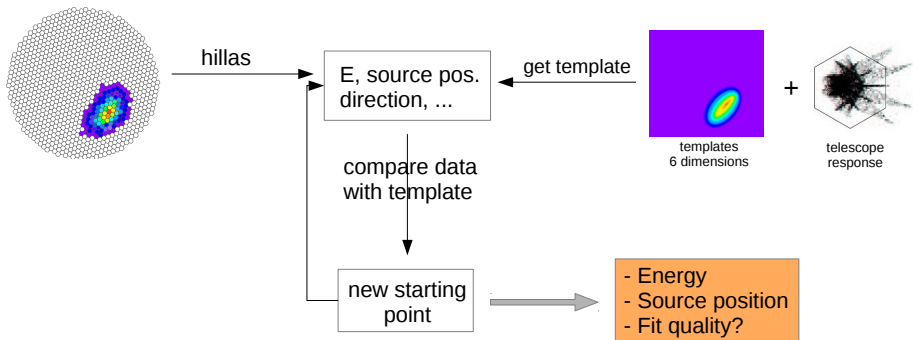 hillas
E, source pos.
direction, ...
get template
+
templates
6 dimensions
telescope
response
compare data
with template
new starting
point
- Energy
- Source position
- Fit quality?